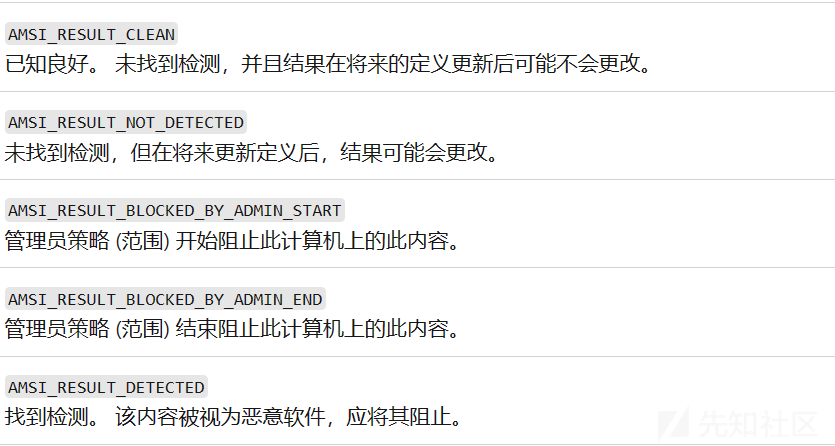 AMSI_RESULT_CLEAN
已知良好。 未找到检测，并且结果在将来的定义更新后可能不会更改。
AMSI_RESULT_NOT_DETECTED
未找到检测，但在将来更新定义后，结果可能会更改。
AMSI_RESULT_BLOCKED_BY_ADMIN_START
管理员策略 (范围) 开始阻止此计算机上的此内容。
AMSI_RESULT_BLOCKED_BY_ADMIN_END
管理员策略 (范围) 结束阻止此计算机上的此内容。
AMSI_RESULT_DETECTED
找到检测。 该内容被视为恶意软件，应将其阻止。
先知社区